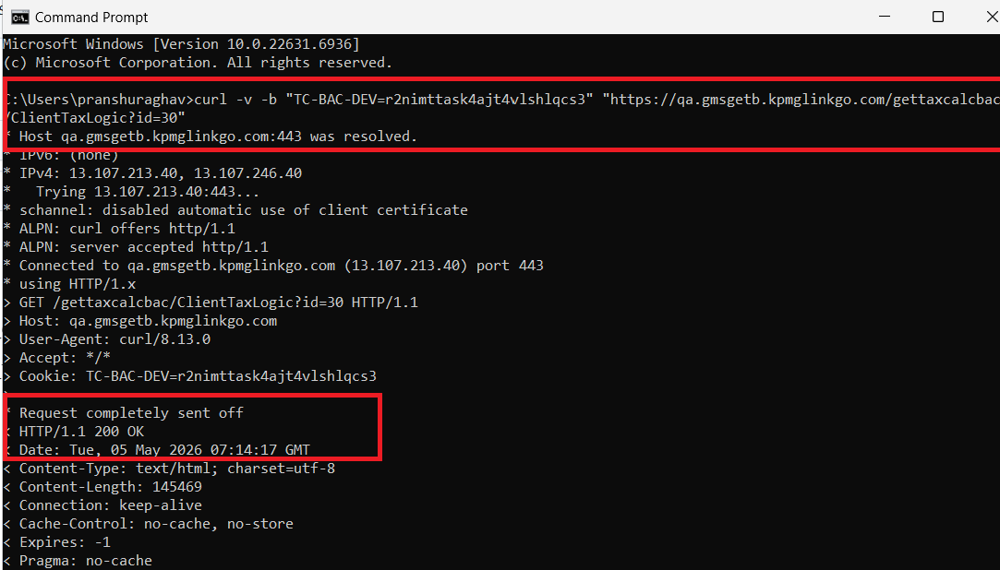 Command Prompt
Microsoft Windows [Version 10.0.22631.6936]
(c) Microsoft Corporation. All rights reserved.
C:\Users\pranshuraghav>curl -v -b "TC-BAC-DEV=r2nimttask4ajt4vlshlqcs3" "https://qa.gmsgetb.kpmglinkgo.com/gettaxcalcbac
/ClientTaxLogic?id=30"
* Host qa.gmsgetb.kpmglinkgo.com:443 was resolved.
* IPv6: (none)
* IPv4: 13.107.213.40, 13.107.246.40
*   Trying 13.107.213.40:443...
* schannel: disabled automatic use of client certificate
* ALPN: curl offers http/1.1
* ALPN: server accepted http/1.1
* Connected to qa.gmsgetb.kpmglinkgo.com (13.107.213.40) port 443
* using HTTP/1.x
> GET /gettaxcalcbac/ClientTaxLogic?id=30 HTTP/1.1
> Host: qa.gmsgetb.kpmglinkgo.com
> User-Agent: curl/8.13.0
> Accept: */*
> Cookie: TC-BAC-DEV=r2nimttask4ajt4vlshlqcs3
>
* Request completely sent off
< HTTP/1.1 200 OK
< Date: Tue, 05 May 2026 07:14:17 GMT
< Content-Type: text/html; charset=utf-8
< Content-Length: 145469
< Connection: keep-alive
< Cache-Control: no-cache, no-store
< Expires: -1
< Pragma: no-cache